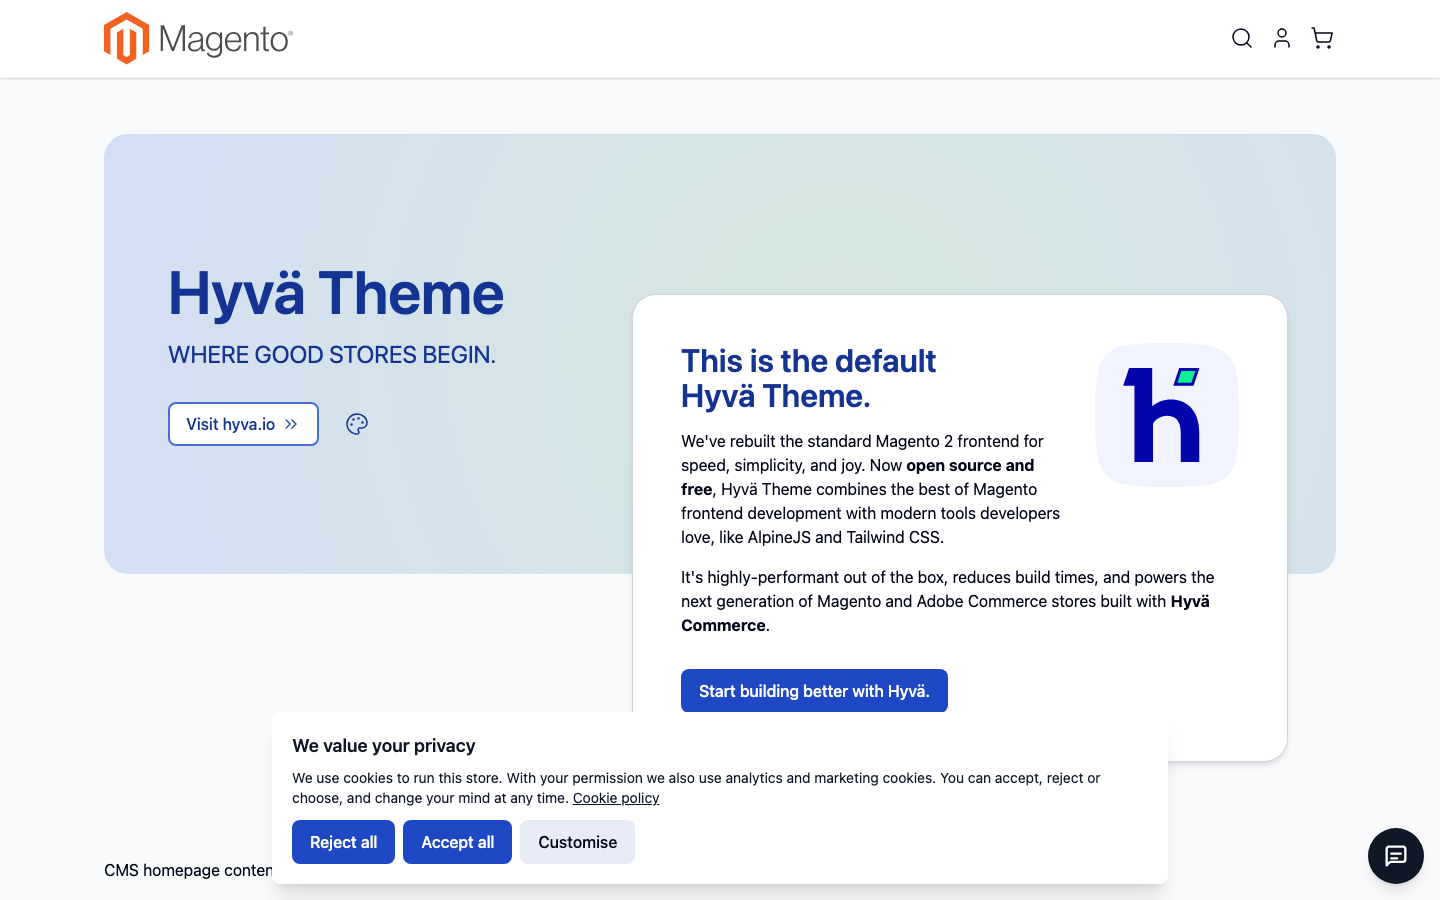 Magento®
Hyvä Theme
WHERE GOOD STORES BEGIN.
Visit hyva.io
This is the default
Hyvä Theme.
We've rebuilt the standard Magento 2 frontend for
speed, simplicity, and joy. Now open source and
free, Hyvä Theme combines the best of Magento
frontend development with modern tools developers
love, like AlpineJS and Tailwind CSS.
It's highly-performant out of the box, reduces build times, and powers the
next generation of Magento and Adobe Commerce stores built with Hyvä
Commerce.
Start building better with Hyvä.
We value your privacy
We use cookies to run this store. With your permission we also use analytics and marketing cookies. You can accept, reject or
choose, and change your mind at any time. Cookie policy
Reject all
Accept all
Customise
CMS homepage